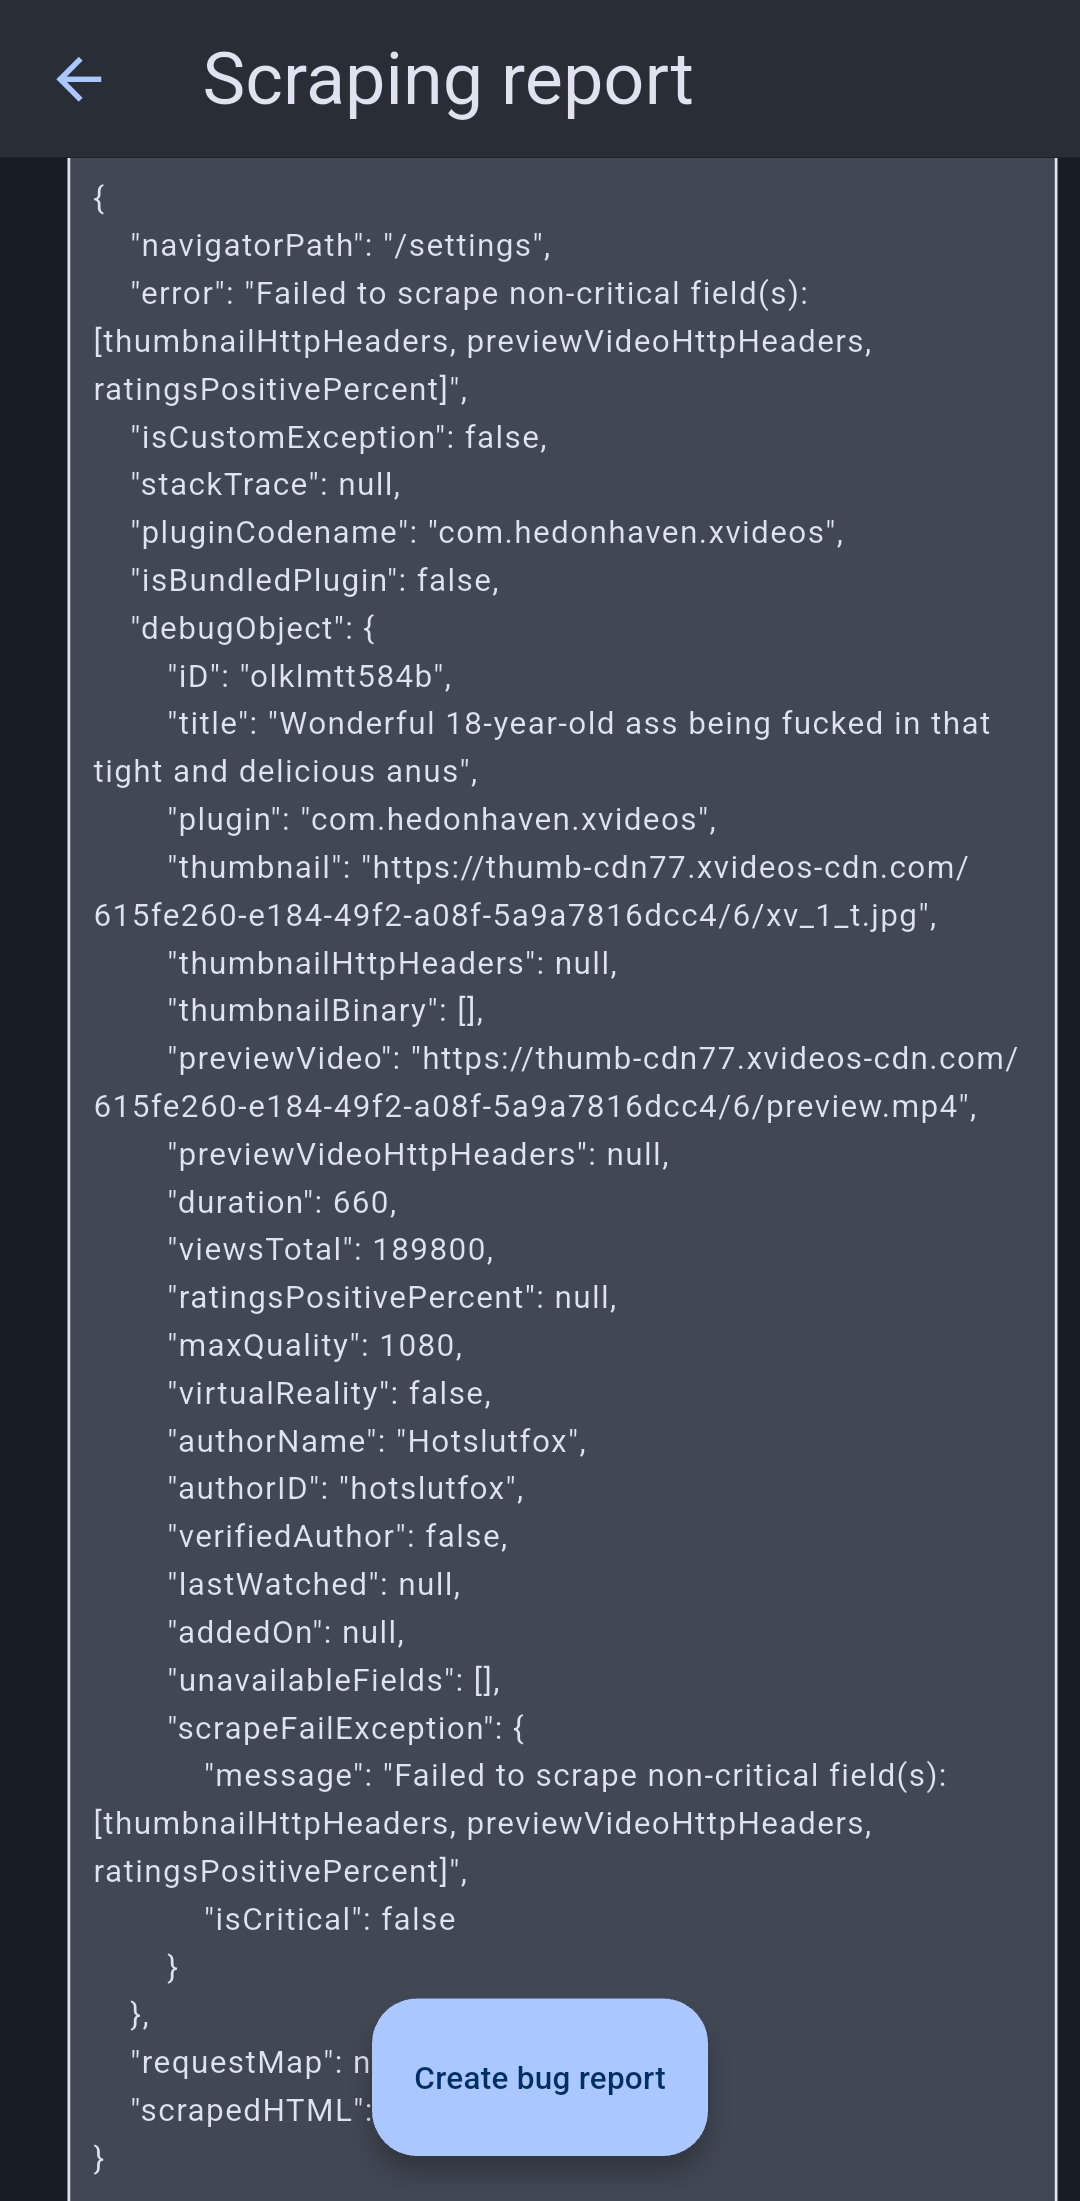 Scraping report
{
"navigatorPath": "/settings",
"error": "Failed to scrape non-critical field(s):
[thumbnailHttpHeaders, previewVideoHttpHeaders,
ratingsPositivePercent]",
"isCustomException": false,
"stackTrace": null,
"pluginCodename": "com.hedonhaven.xvideos",
"isBundledPlugin": false,
"debugObject": {
"iD": "olklmtt584b",
"title": "Wonderful 18-year-old ass being fucked in that
tight and delicious anus",
"plugin": "com.hedonhaven.xvideos",
"thumbnail": "https://thumb-cdn77.xvideos-cdn.com/
615fe260-e184-49f2-a08f-5a9a7816dcc4/6/xv_1_t.jpg",
"thumbnailHttpHeaders": null,
"thumbnailBinary": [],
"previewVideo": "https://thumb-cdn77.xvideos-cdn.com/
615fe260-e184-49f2-a08f-5a9a7816dcc4/6/preview.mp4",
"previewVideoHttpHeaders": null,
"duration": 660,
"viewsTotal": 189800,
"ratingsPositivePercent": null,
"maxQuality": 1080,
"virtualReality": false,
"authorName": "Hotslutfox",
"authorID": "hotslutfox",
"verifiedAuthor": false,
"lastWatched": null,
"addedOn": null,
"unavailableFields": [],
"scrapeFailException": {
"message": "Failed to scrape non-critical field(s):
[thumbnailHttpHeaders, previewVideoHttpHeaders,
ratingsPositivePercent]",
"isCritical": false
}
},
"requestMap": n
"scrapedHTML":
Create bug report
}